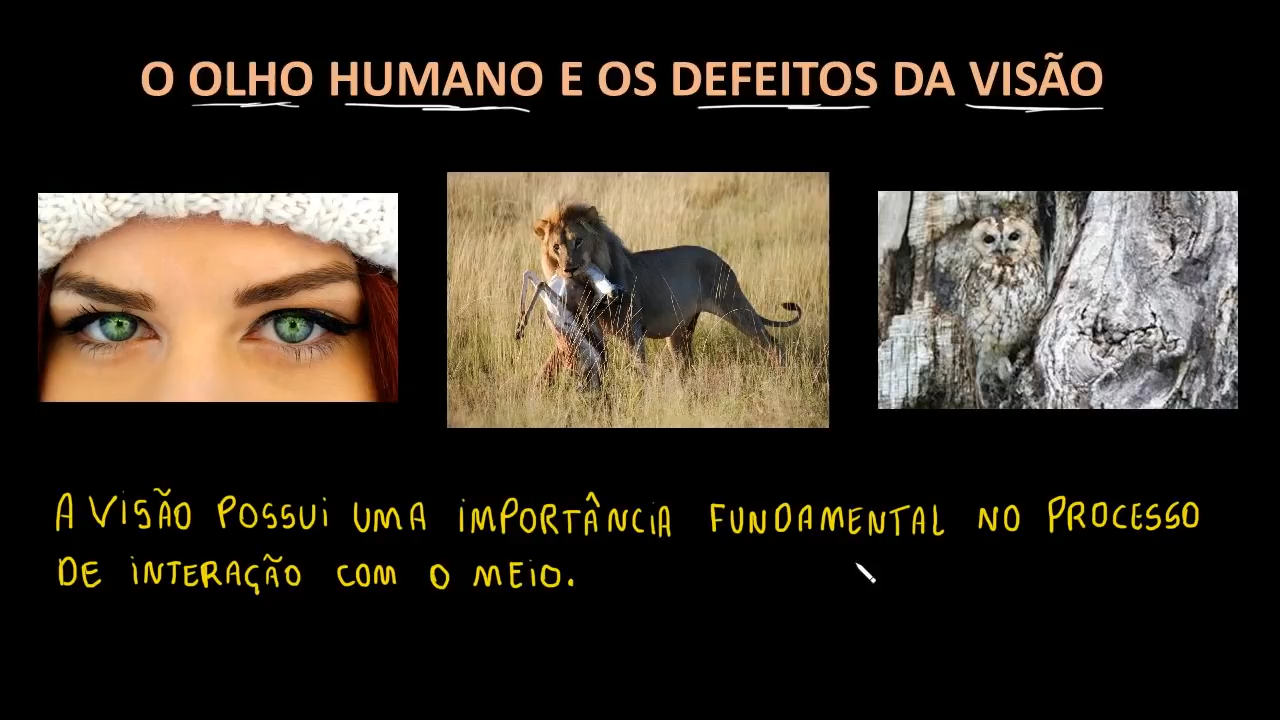 O OLHO HUMANO E OS DEFEITOS DA VISÃO
A VISÃO POSSUI UMA IMPORTÂNCIA FUNDAMENTAL NO PROCESSO
DE INTERAÇÃO COM O MEIO.